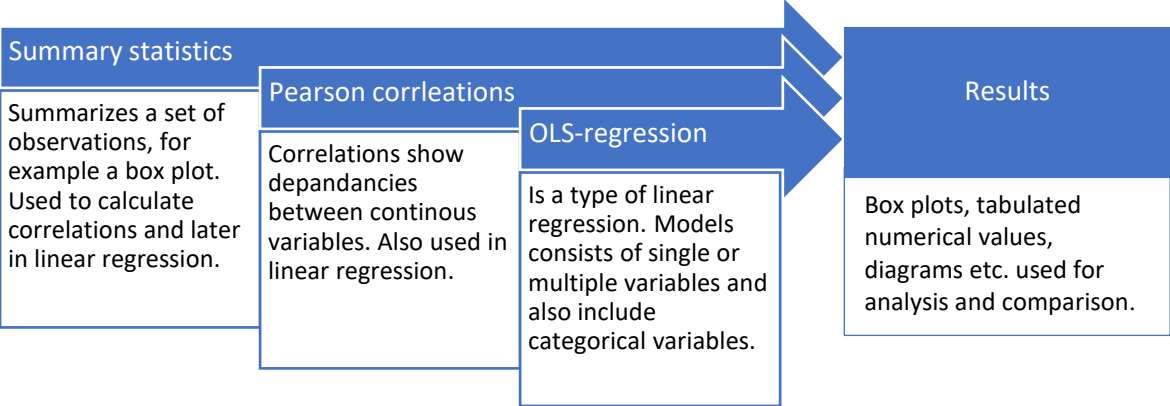 Summary statistics
Summarizes a set of
observations, for
example a box plot.
Used to calculate
correlations and later
in linear regression.
Pearson corrleations
Correlations show
depandancies
between continous
variables. Also used in
linear regression.
OLS-regression
Is a type of linear
regression. Models
consists of single or
multiple variables and
also include
categorical variables.
Results
Box plots, tabulated
numerical values,
diagrams etc. used for
analysis and comparison.